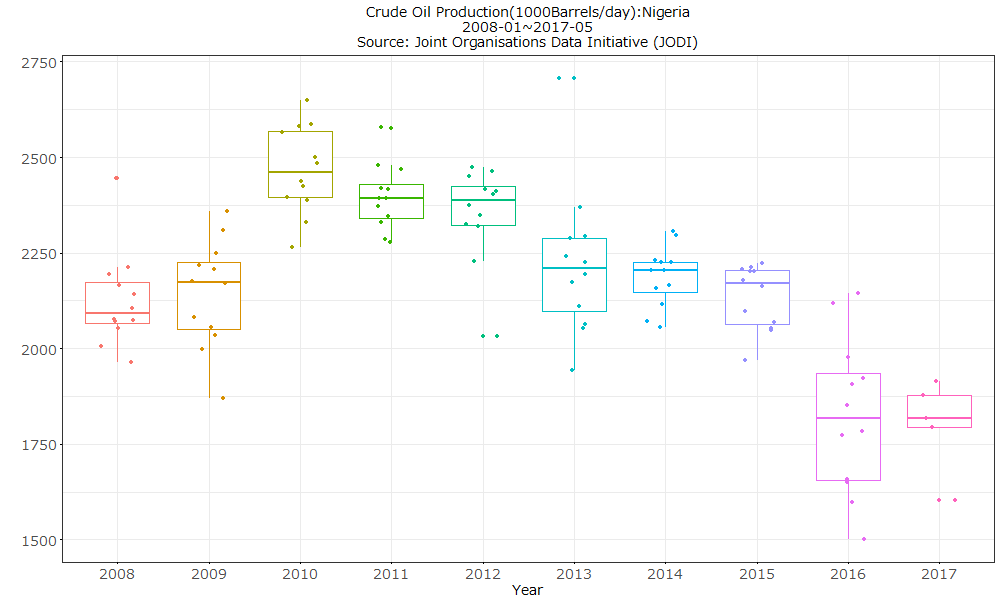 Crude Oil Production(1000Barrels/day):Nigeria
2008-01~2017-05
Source: Joint Organisations Data Initiative (JODI)
2750
2500
2250
2000
1750
1500
2008 2009 2010 2011 2012 2013 2014 2015 2016 2017
Year